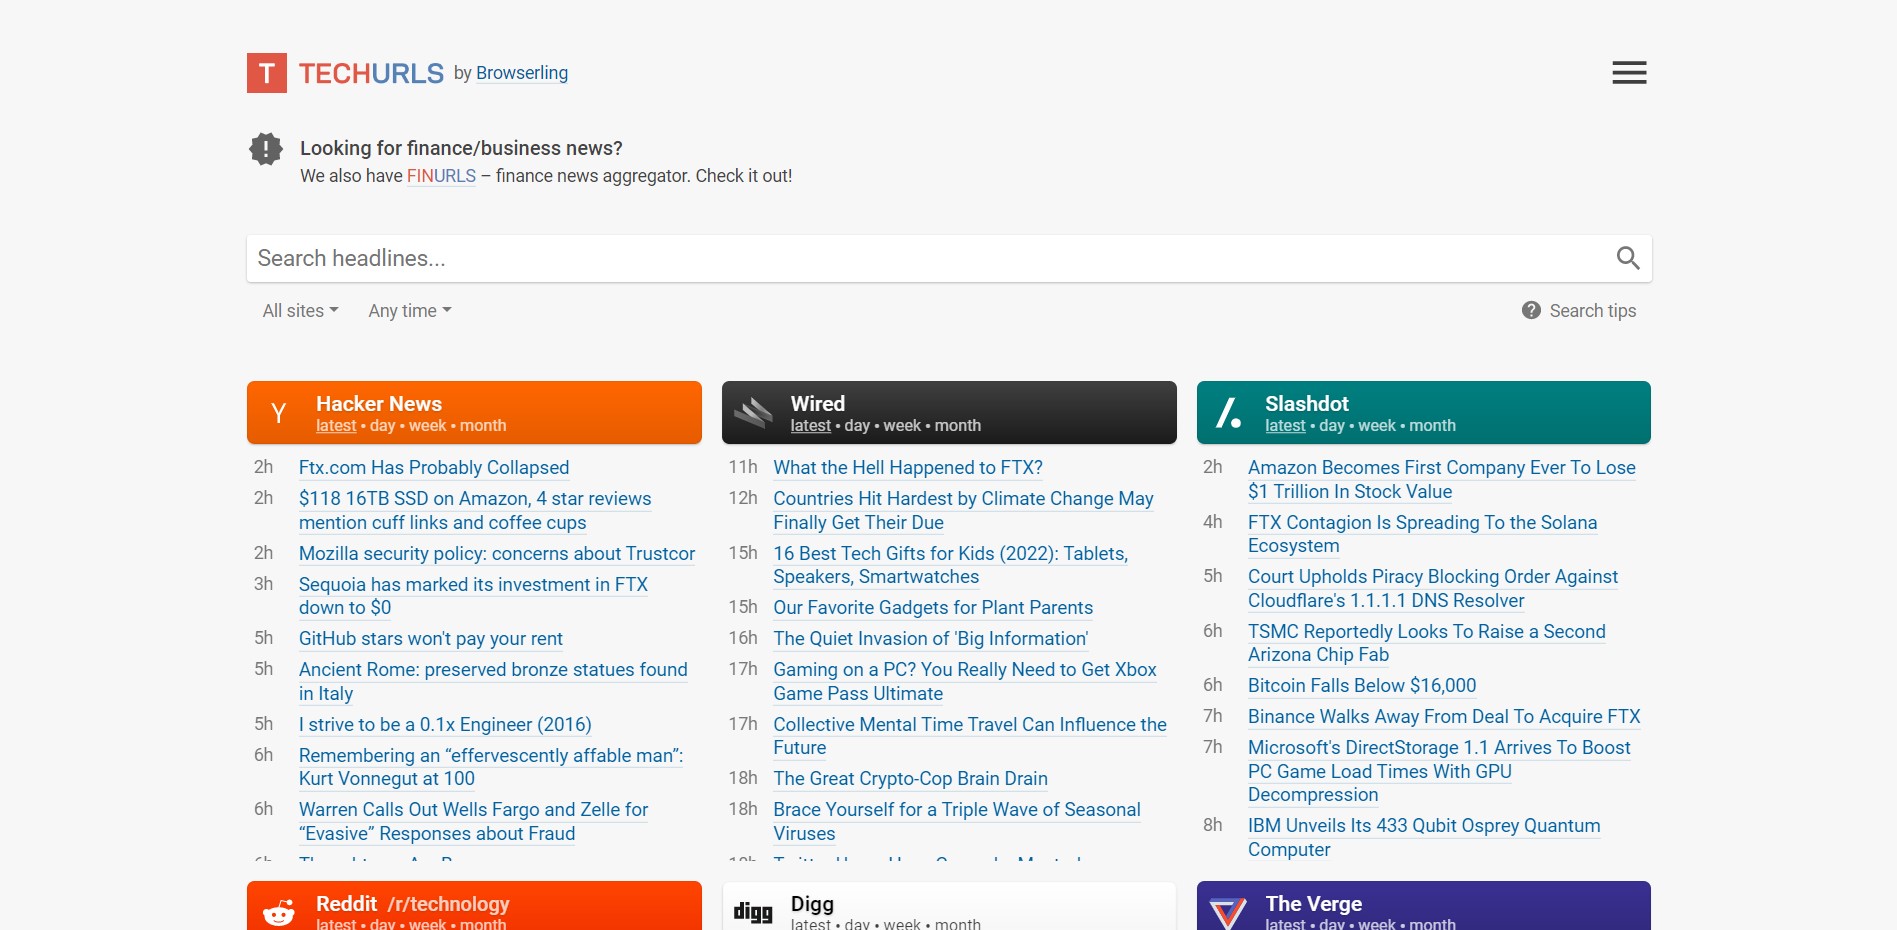 T TECHURLS by Browserling
Looking for finance/business news?
We also have FINURLS – finance news aggregator. Check it out!
Search headlines...
All sites Any time
Search tips
Y Hacker News
latest • day • week • month
2h Ftx.com Has Probably Collapsed
2h $118 16TB SSD on Amazon, 4 star reviews
mention cuff links and coffee cups
2h Mozilla security policy: concerns about Trustcor
3h Sequoia has marked its investment in FTX
down to $0
5h GitHub stars won't pay your rent
5h Ancient Rome: preserved bronze statues found
in Italy
5h I strive to be a 0.1x Engineer (2016)
6h Remembering an “effervescently affable man”:
Kurt Vonnegut at 100
6h Warren Calls Out Wells Fargo and Zelle for
“Evasive” Responses about Fraud
Wired
latest • day • week • month
11h What the Hell Happened to FTX?
12h Countries Hit Hardest by Climate Change May
Finally Get Their Due
15h 16 Best Tech Gifts for Kids (2022): Tablets,
Speakers, Smartwatches
15h Our Favorite Gadgets for Plant Parents
16h The Quiet Invasion of 'Big Information'
17h Gaming on a PC? You Really Need to Get Xbox
Game Pass Ultimate
17h Collective Mental Time Travel Can Influence the
Future
18h The Great Crypto-Cop Brain Drain
18h Brace Yourself for a Triple Wave of Seasonal
Viruses
Slashdot
latest • day • week • month
2h Amazon Becomes First Company Ever To Lose
$1 Trillion In Stock Value
4h FTX Contagion Is Spreading To the Solana
Ecosystem
5h Court Upholds Piracy Blocking Order Against
Cloudflare's 1.1.1.1 DNS Resolver
6h TSMC Reportedly Looks To Raise a Second
Arizona Chip Fab
6h Bitcoin Falls Below $16,000
7h Binance Walks Away From Deal To Acquire FTX
7h Microsoft's DirectStorage 1.1 Arrives To Boost
PC Game Load Times With GPU
Decompression
8h IBM Unveils Its 433 Qubit Osprey Quantum
Computer
Reddit /r/technology
latest • day • week • month
digg Digg
latest • day • week • month
The Verge
latest • day • week • month